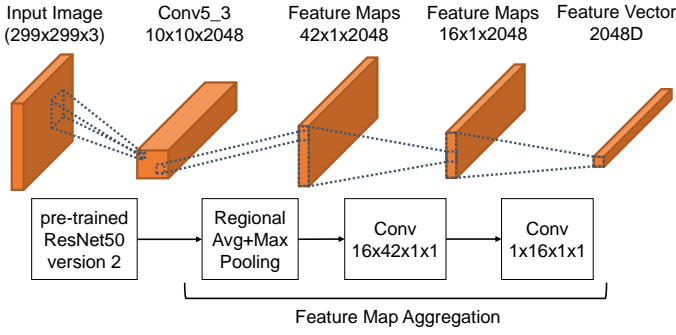 Input Image
(299x299x3)
Conv5_3
10x10x2048
Feature Maps
42x1x2048
Feature Maps
16x1x2048
Feature Vector
2048D
pre-trained
ResNet50
version 2
Regional
Avg+Max
Pooling
Conv
16x42x1x1
Conv
1x16x1x1
Feature Map Aggregation